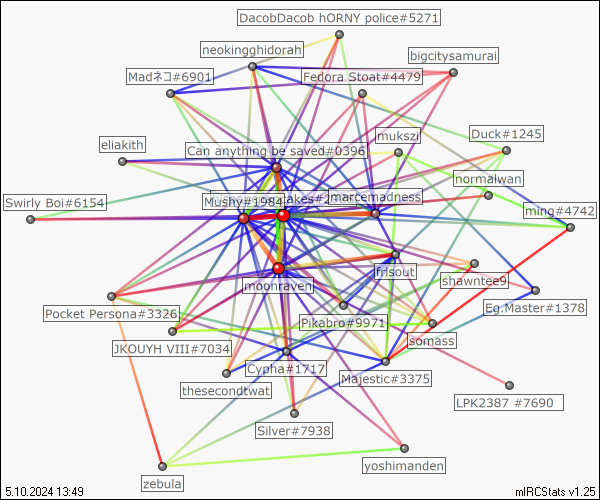 DacobDacob hORNY police#5271
neokingghidorah
bigcitysamurai
Madネコ#6901
Fedora Stoat#4479
mukszi
Duck#1245
eliakith
Can anything be saved#0396
normalwan
Swirly Boi#6154
Mushy#1984
marcemadness
ming#4742
frisout
shawntee9
moonraven
Eg.Master#1378
Pocket Persona#3326
Pikabro#9971
somass
JKOUYH VIII#7034
Cypha#1717
Majestic#3375
thesecondtwat
LPK2387 #7690
Silver#7938
yoshimanden
zebula
5.10.2024 13:49
mIRCStats v1.25